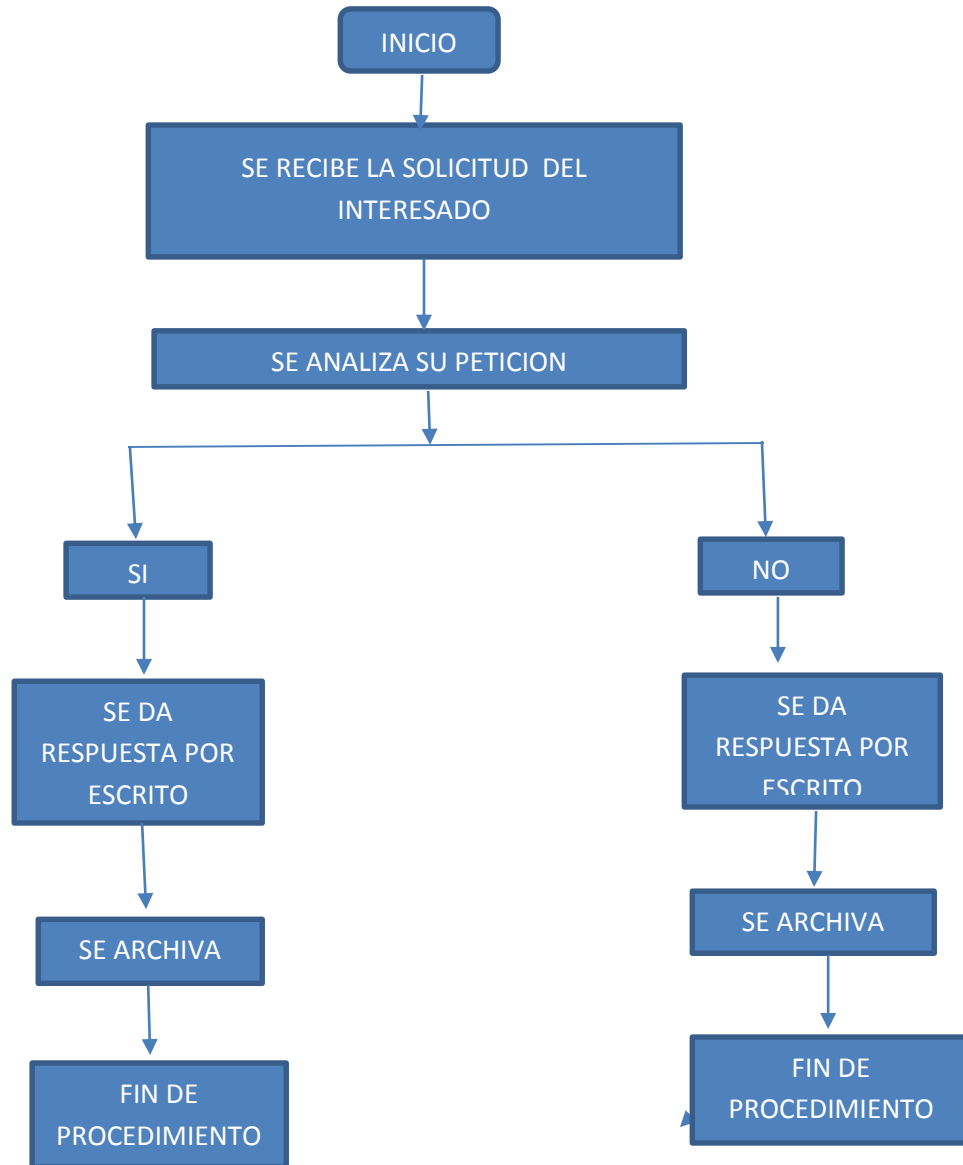 INICIO
SE RECIBE LA SOLICITUD DEL
INTERESADO
SE ANALIZA SU PETICION
SI
NO
SE DA
RESPUESTA POR
ESCRITO
SE DA
RESPUESTA POR
ESCRITO
SE ARCHIVA
SE ARCHIVA
FIN DE
PROCEDIMIENTO
FIN DE
PROCEDIMIENTO